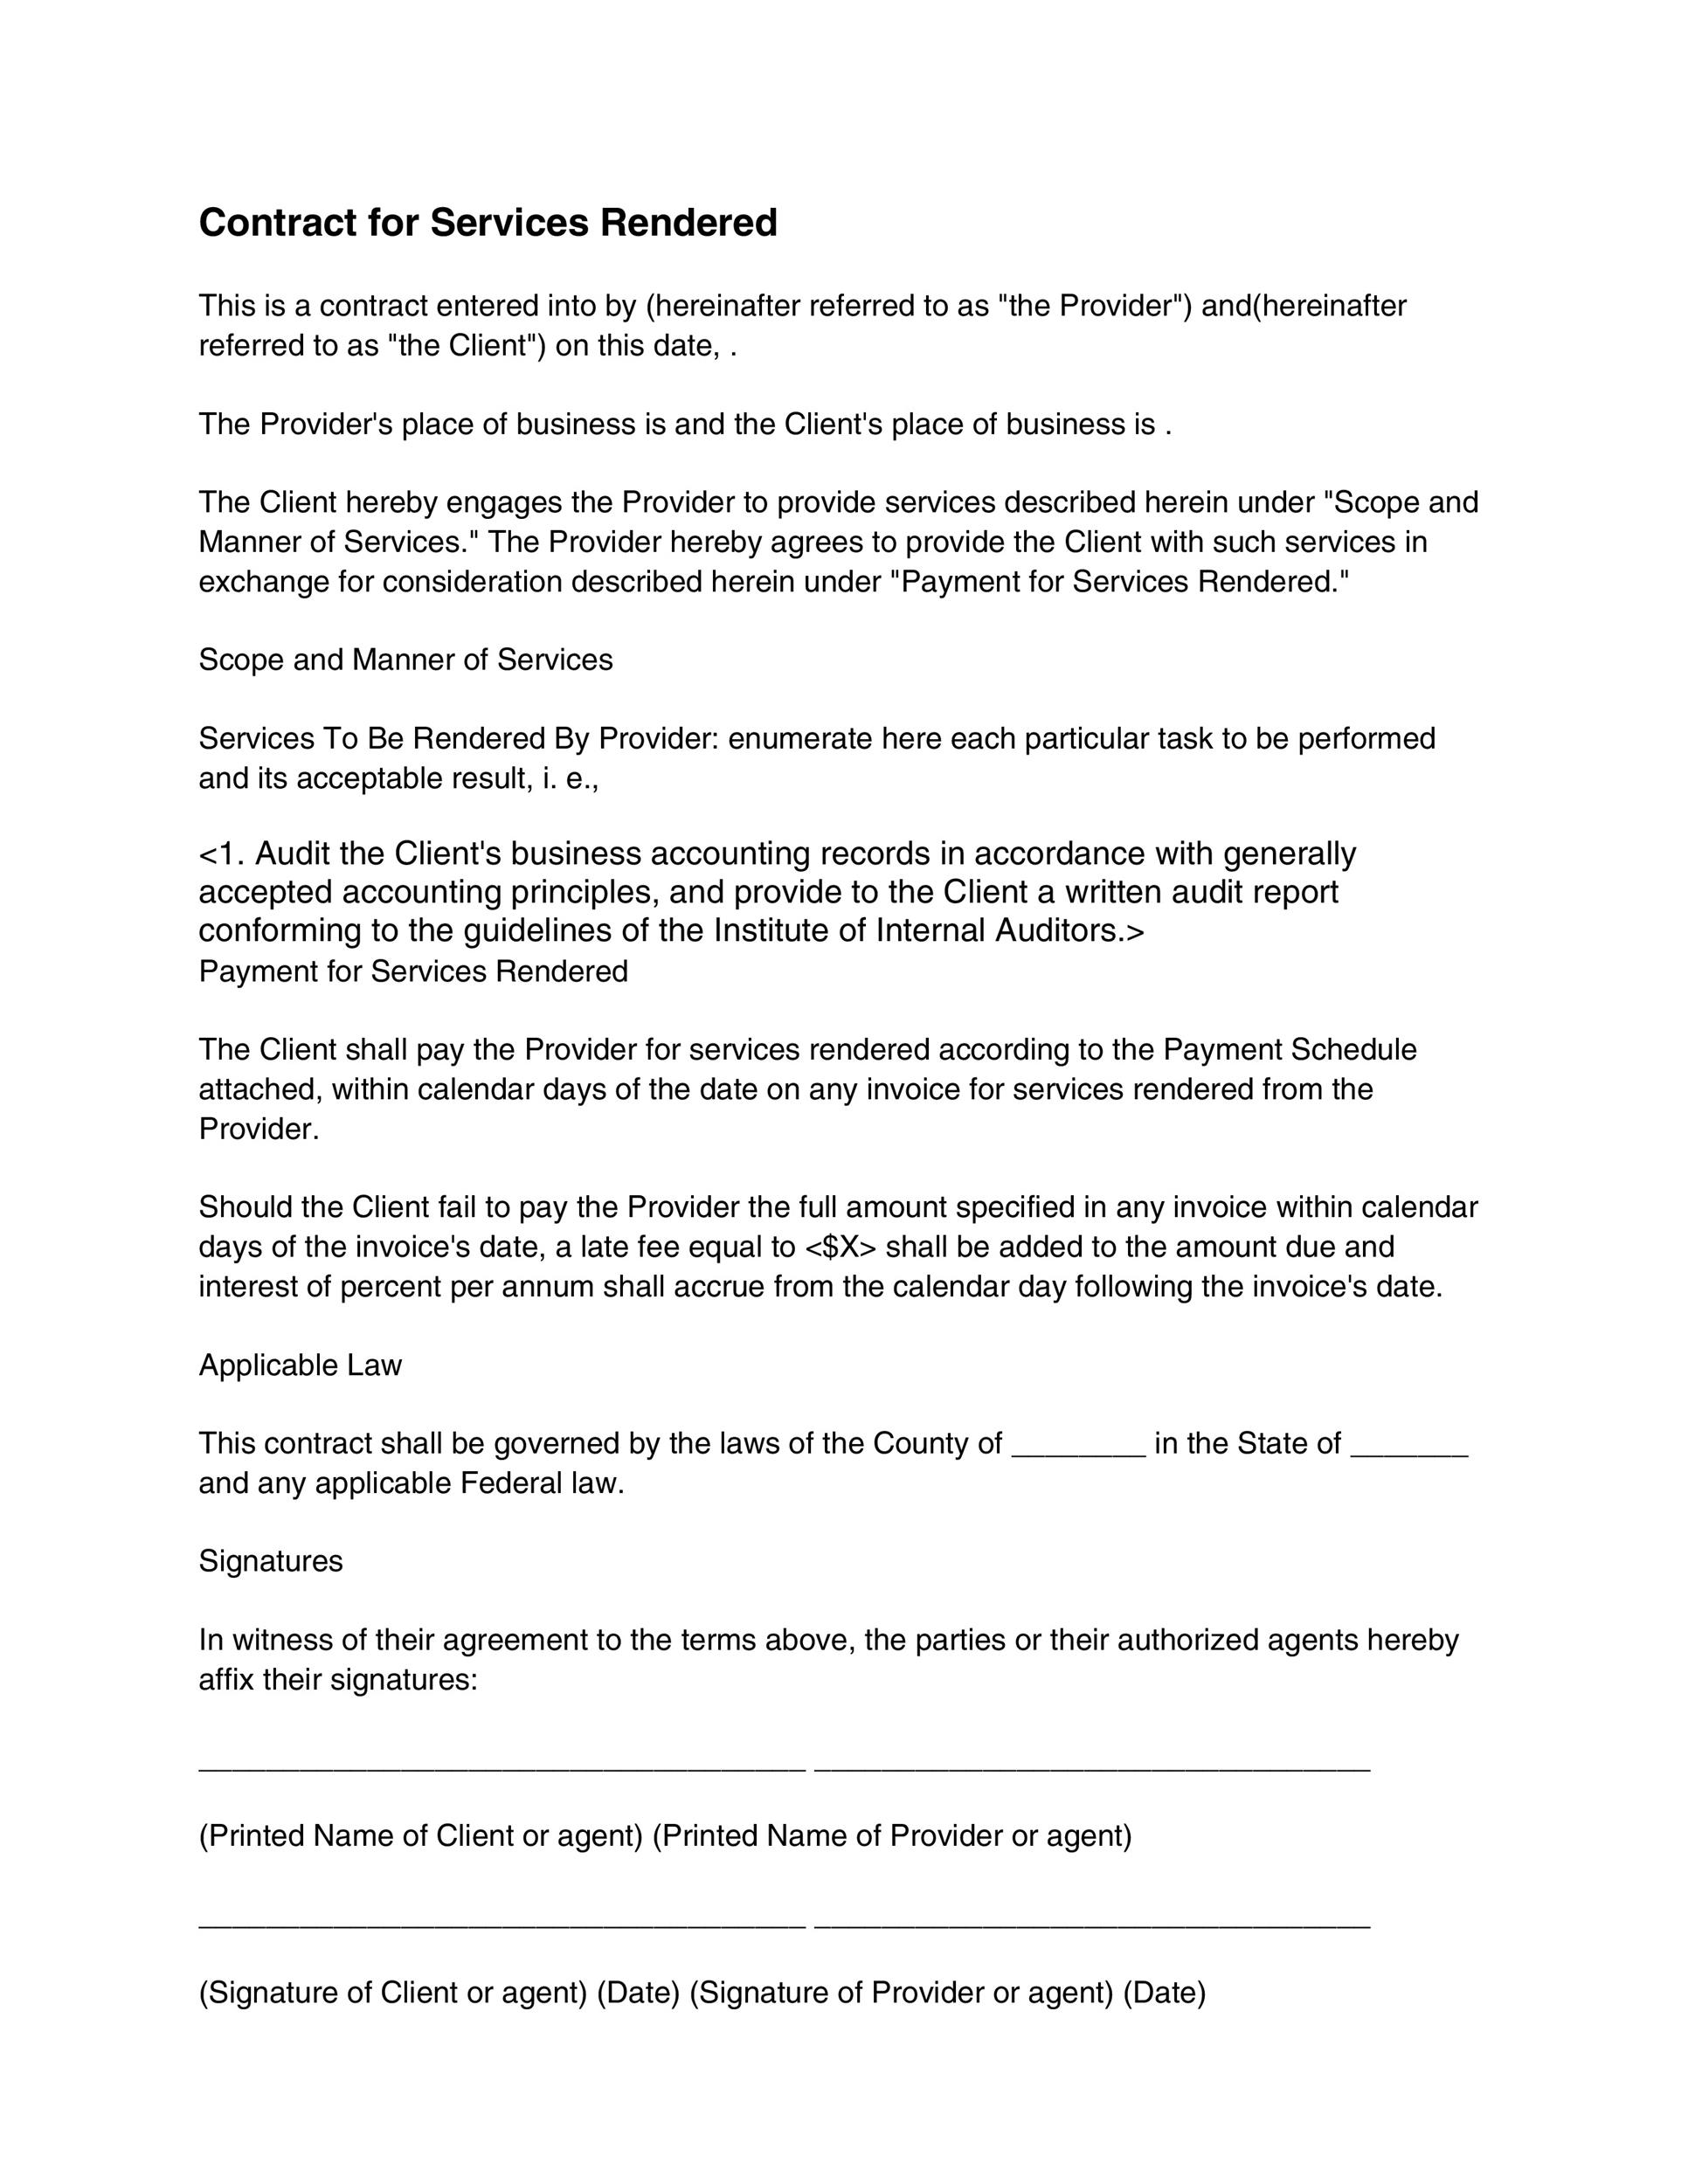 Contract for Services Rendered
This is a contract entered into by (hereinafter referred to as "the Provider") and(hereinafter
referred to as "the Client") on this date, .
The Provider's place of business is and the Client's place of business is .
The Client hereby engages the Provider to provide services described herein under "Scope and
Manner of Services." The Provider hereby agrees to provide the Client with such services in
exchange for consideration described herein under "Payment for Services Rendered."
Scope and Manner of Services
Services To Be Rendered By Provider: enumerate here each particular task to be performed
and its acceptable result, i. e.,
<1. Audit the Client's business accounting records in accordance with generally
accepted accounting principles, and provide to the Client a written audit report
conforming to the guidelines of the Institute of Internal Auditors.>
Payment for Services Rendered
The Client shall pay the Provider for services rendered according to the Payment Schedule
attached, within calendar days of the date on any invoice for services rendered from the
Provider.
Should the Client fail to pay the Provider the full amount specified in any invoice within calendar
days of the invoice's date, a late fee equal to <$X> shall be added to the amount due and
interest of percent per annum shall accrue from the calendar day following the invoice's date.
Applicable Law
This contract shall be governed by the laws of the County of ________ in the State of _______
and any applicable Federal law.
Signatures
In witness of their agreement to the terms above, the parties or their authorized agents hereby
affix their signatures:
____________________________________ _________________________________
(Printed Name of Client or agent) (Printed Name of Provider or agent)
____________________________________ _________________________________
(Signature of Client or agent) (Date) (Signature of Provider or agent) (Date)